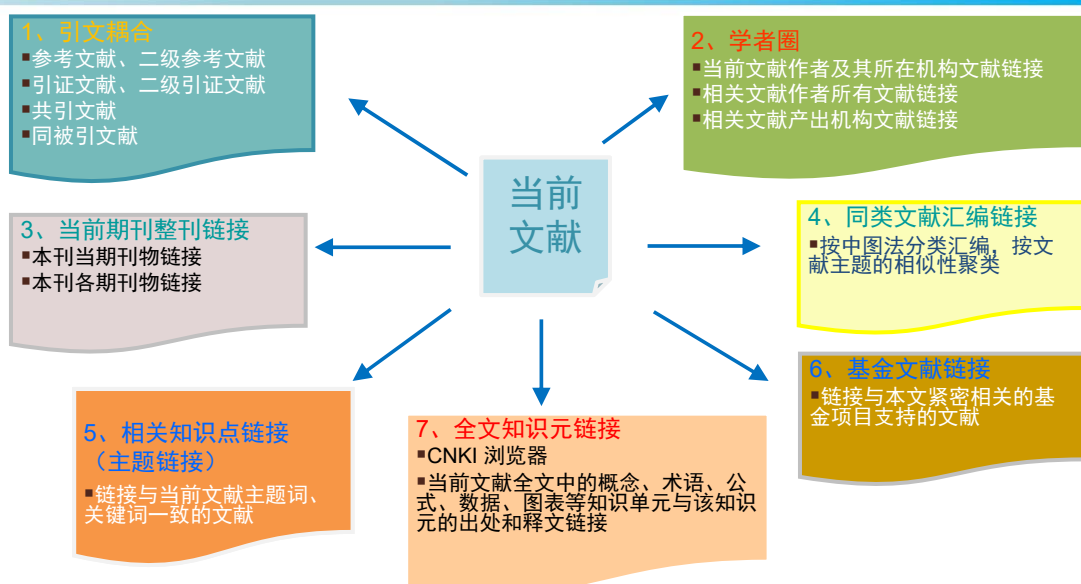 1、引文耦合
▪参考文献、二级参考文献
▪引证文献、二级引证文献
▪共引文献
▪同被引文献
2、学者圈
▪当前文献作者及其所在机构文献链接
▪相关文献作者所有文献链接
▪相关文献产出机构文献链接
当前
文献
3、当前期刊整刊链接
▪本刊当期刊物链接
▪本刊各期刊物链接
4、同类文献汇编链接
▪按中图法分类汇编，按文
献主题的相似性聚类
5、相关知识点链接
（主题链接）
▪链接与当前文献主题词、
关键词一致的文献
7、全文知识元链接
▪CNKI 浏览器
▪当前文献全文中的概念、术语、公
式、数据、图表等知识单元与该知识
元的出处和释文链接
6、基金文献链接
▪链接与本文紧密相关的基
金项目支持的文献